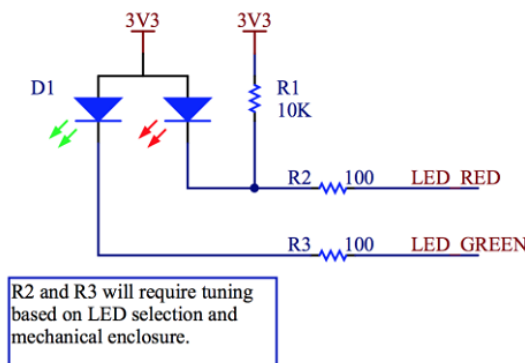 3V3 3V3
D1
R1
10K
R2 100 LED_RED
R3 100 LED_GREEN
R2 and R3 will require tuning
based on LED selection and
mechanical enclosure.